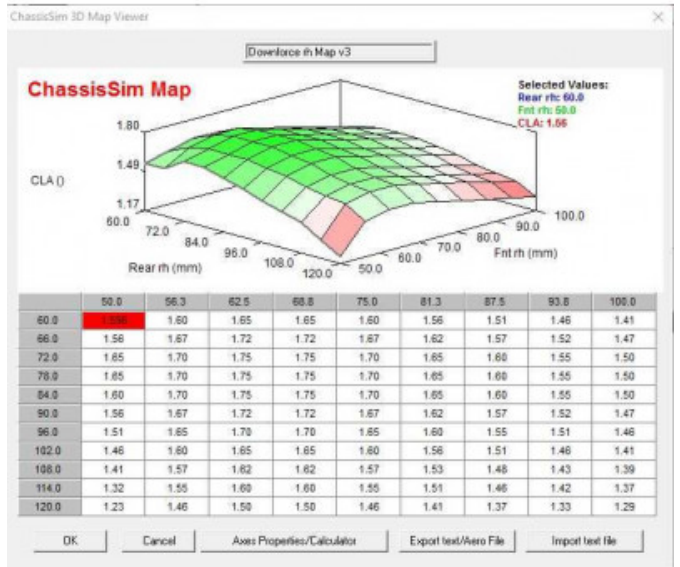 ChassisSim 3D Map Viewer
Downforce rh Map v3
ChassisSim Map
Selected Values:
Rear rh: 60.0
Fnt rh: 50.0
CLA: 1.56
1.80
1.49
1.17
CLA ()
60.0 72.0 84.0 96.0 108.0 120.0
Rear rh (mm)
50.0 60.0 70.0 80.0 90.0 100.0
Fnt rh (mm)
50.0 56.3 62.5 68.8 75.0 81.3 87.5 93.8 100.0
60.0 1.556 1.60 1.65 1.65 1.60 1.56 1.51 1.46 1.41
66.0 1.56 1.67 1.72 1.72 1.67 1.62 1.57 1.52 1.47
72.0 1.65 1.70 1.75 1.75 1.70 1.65 1.60 1.55 1.50
78.0 1.65 1.70 1.75 1.75 1.70 1.65 1.60 1.55 1.50
84.0 1.60 1.70 1.75 1.75 1.70 1.65 1.60 1.55 1.50
90.0 1.56 1.67 1.72 1.72 1.67 1.62 1.57 1.52 1.47
96.0 1.51 1.65 1.70 1.70 1.65 1.60 1.55 1.51 1.46
102.0 1.46 1.60 1.65 1.65 1.60 1.56 1.51 1.46 1.41
108.0 1.41 1.57 1.62 1.62 1.57 1.53 1.48 1.43 1.39
114.0 1.32 1.55 1.60 1.60 1.55 1.51 1.46 1.42 1.37
120.0 1.23 1.46 1.50 1.50 1.46 1.41 1.37 1.33 1.29
OK Cancel Axes Properties/Calculator Export text/Aero File Import text file